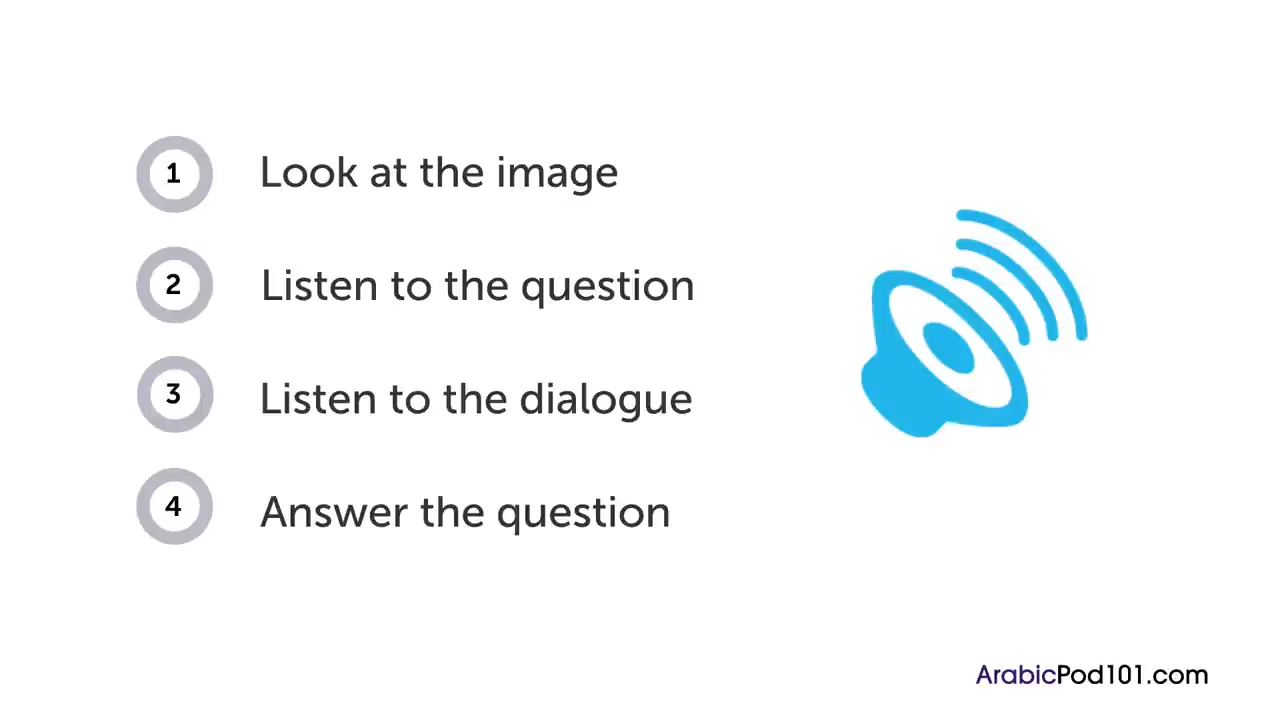 1 Look at the image
2 Listen to the question
3 Listen to the dialogue
4 Answer the question
ArabicPod101.com